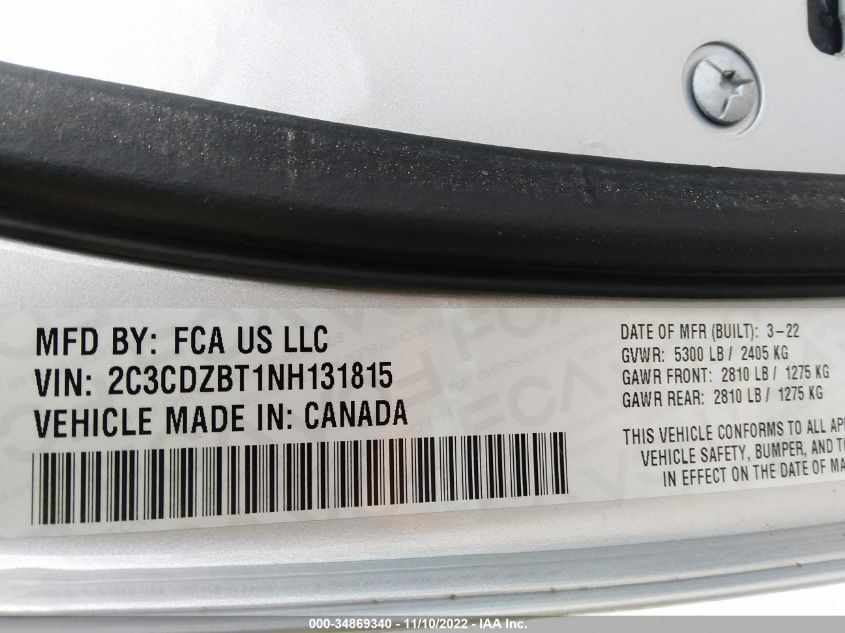 MFD BY: FCA US LLC
VIN: 2C3CDZBT1NH131815
VEHICLE MADE IN: CANADA
DATE OF MFR (BUILT): 3-22
GVWR: 5300 LB / 2405 KG
GAWR FRONT: 2810 LB / 1275 KG
GAWR REAR: 2810 LB / 1275 KG
THIS VEHICLE CONFORMS TO ALL AP
VEHICLE SAFETY, BUMPER, AND T
IN EFFECT ON THE DATE OF MA
000-34869340 - 11/10/2022 - IAA Inc.